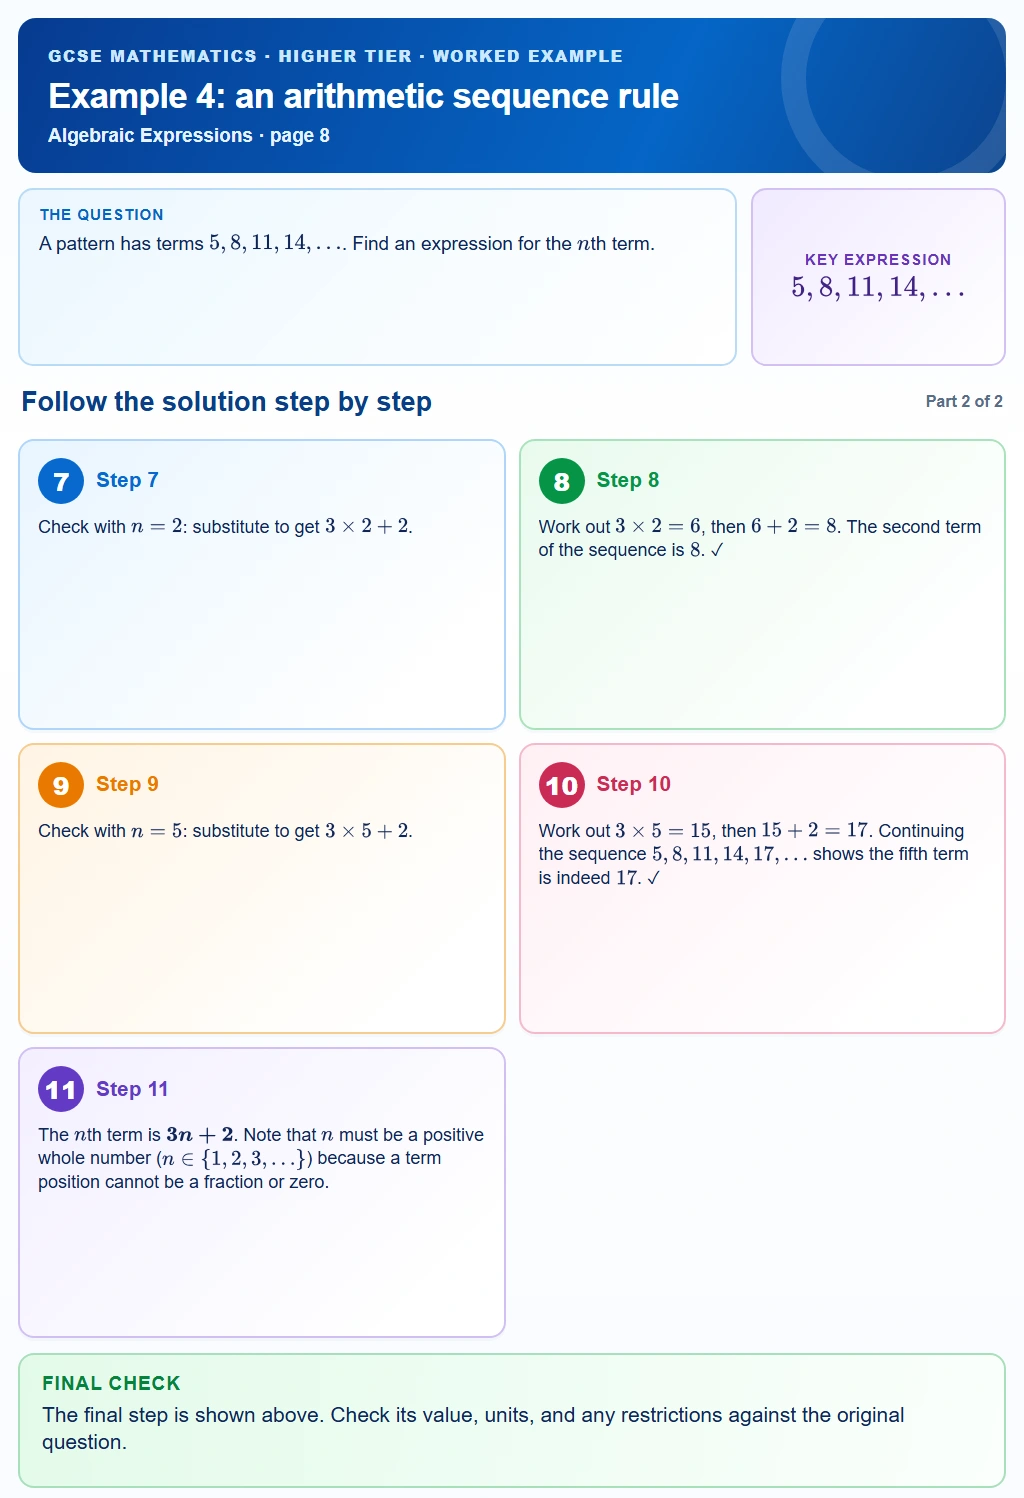 GCSE MATHEMATICS · HIGHER TIER · WORKED EXAMPLE
Example 4: an arithmetic sequence rule
Algebraic Expressions · page 8
THE QUESTION
A pattern has terms 5, 8, 11, 14, . . .. Find an expression for the nth term.
KEY EXPRESSION
5, 8, 11, 14, . . .
Follow the solution step by step
Part 2 of 2
7 Step 7
Check with n = 2: substitute to get 3 × 2 + 2.
8 Step 8
Work out 3 × 2 = 6, then 6 + 2 = 8. The second term
of the sequence is 8. ✓
9 Step 9
Check with n = 5: substitute to get 3 × 5 + 2.
10 Step 10
Work out 3 × 5 = 15, then 15 + 2 = 17. Continuing
the sequence 5, 8, 11, 14, 17, . . . shows the fifth term
is indeed 17. ✓
11 Step 11
The nth term is 3n + 2. Note that n must be a positive
whole number (n ∈ {1, 2, 3, . . .}) because a term
position cannot be a fraction or zero.
FINAL CHECK
The final step is shown above. Check its value, units, and any restrictions against the original
question.